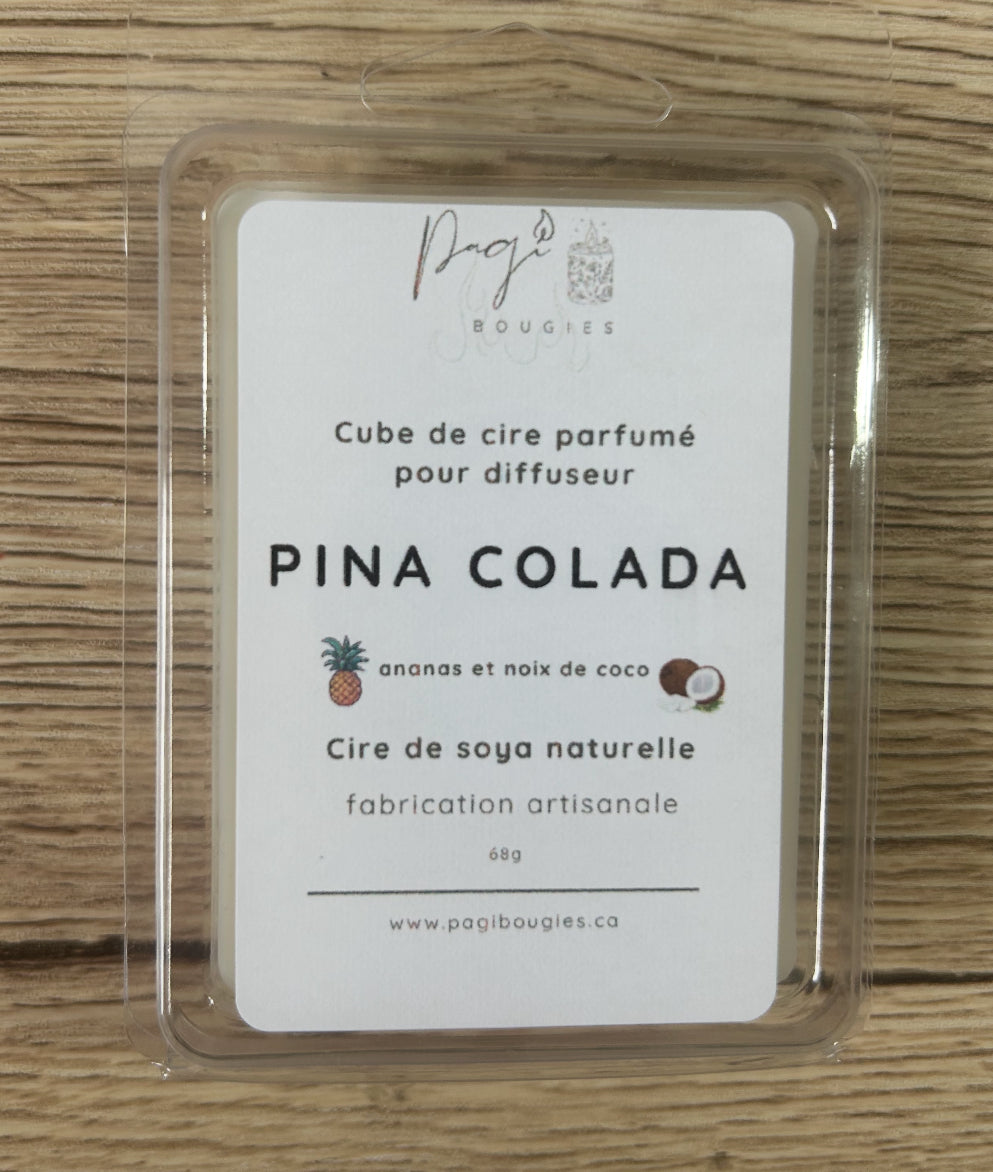 Pagi
BOUGIES
Cube de cire parfumé
pour diffuseur
PINA COLADA
ananas et noix de coco
Cire de soya naturelle
fabrication artisanale
68g
www.pagibougies.ca